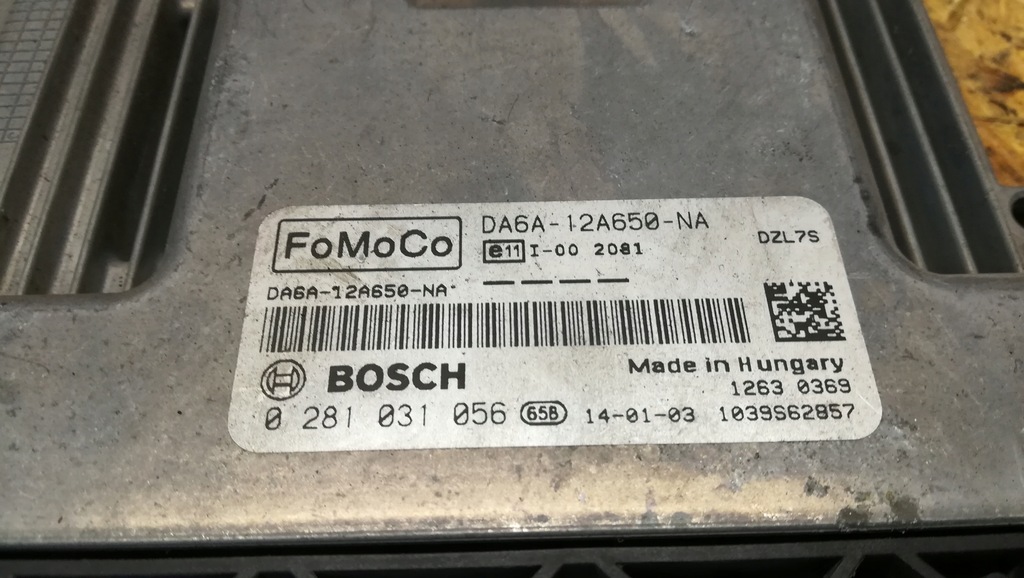 FoMoCo
DA6A-12A650-NA
DZL7S
e11 I-00 2081
DA6A-12A650-NA
BOSCH
Made in Hungary
1263 0369
0 281 031 056 65B 14-01-03 1039S62857